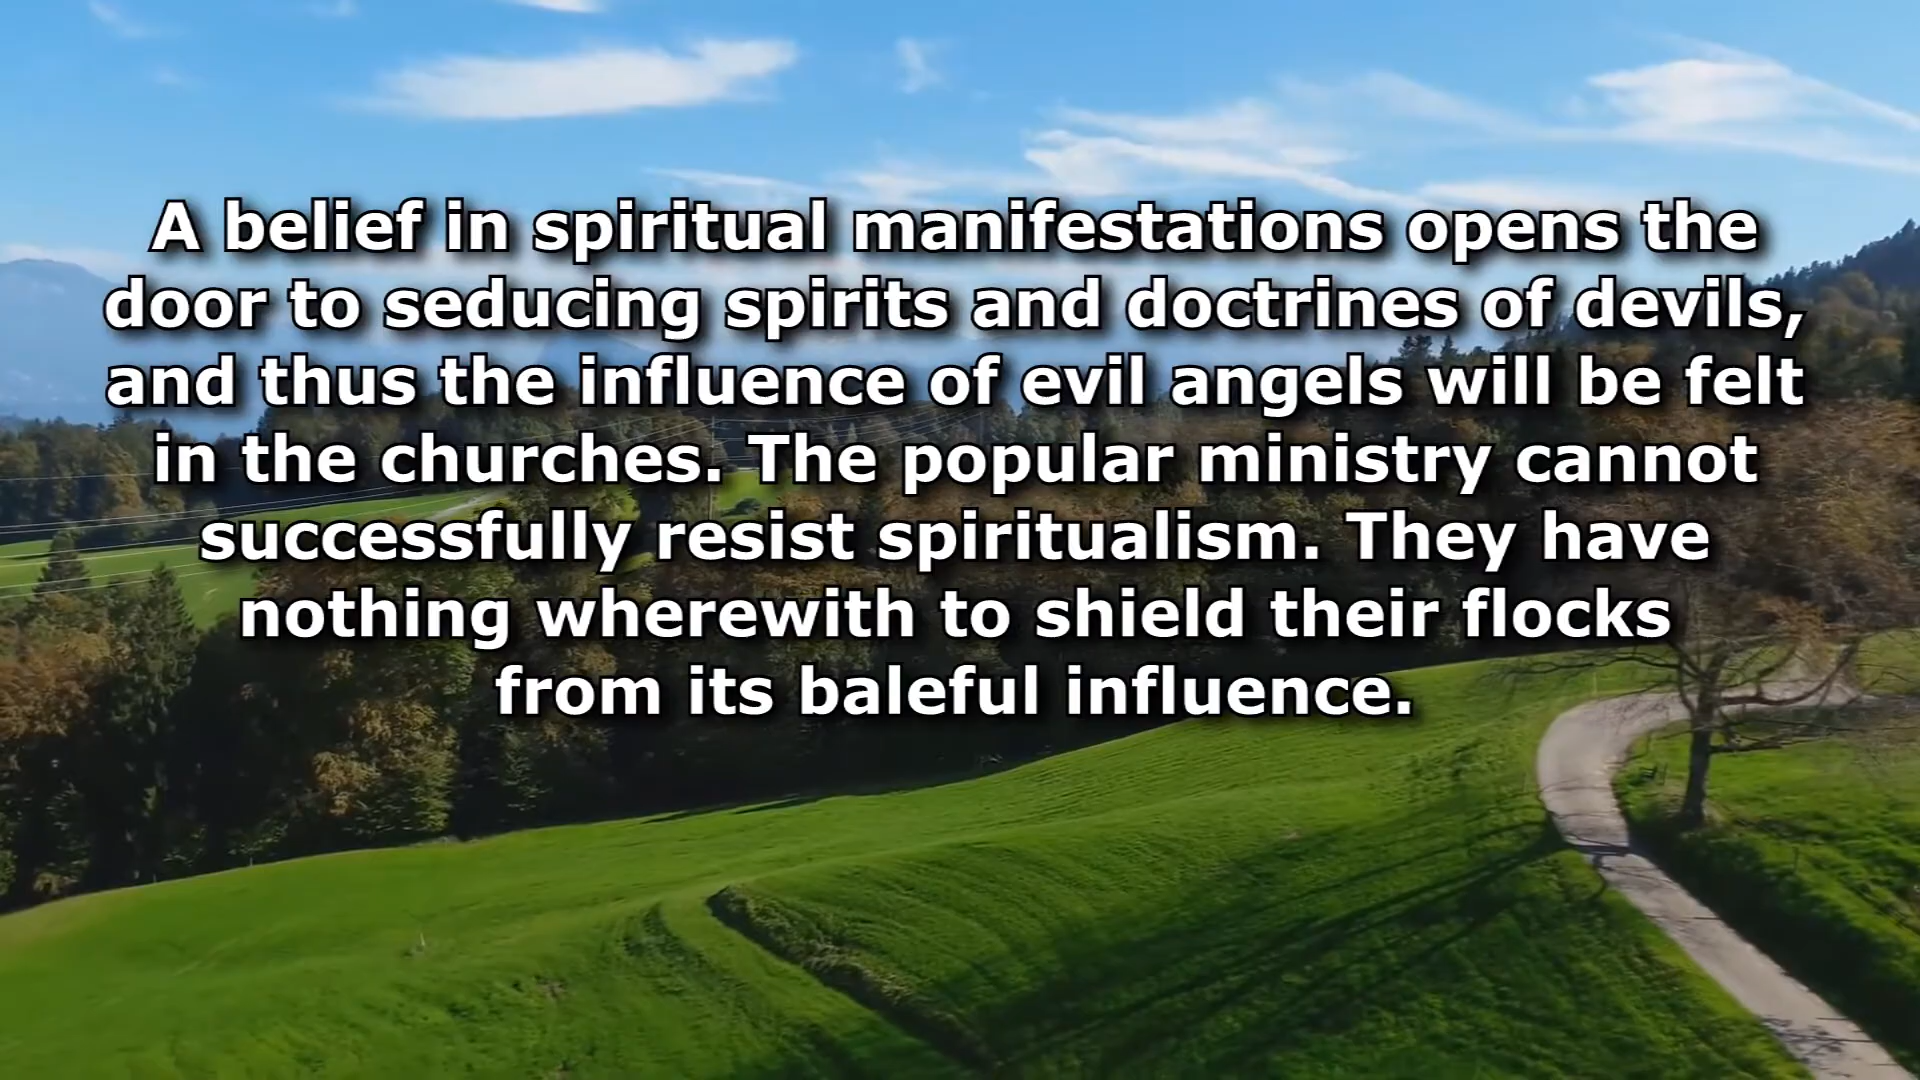 A belief in spiritual manifestations opens the
door to seducing spirits and doctrines of devils,
and thus the influence of evil angels will be felt
in the churches. The popular ministry cannot
successfully resist spiritualism. They have
nothing wherewith to shield their flocks
from its baleful influence.